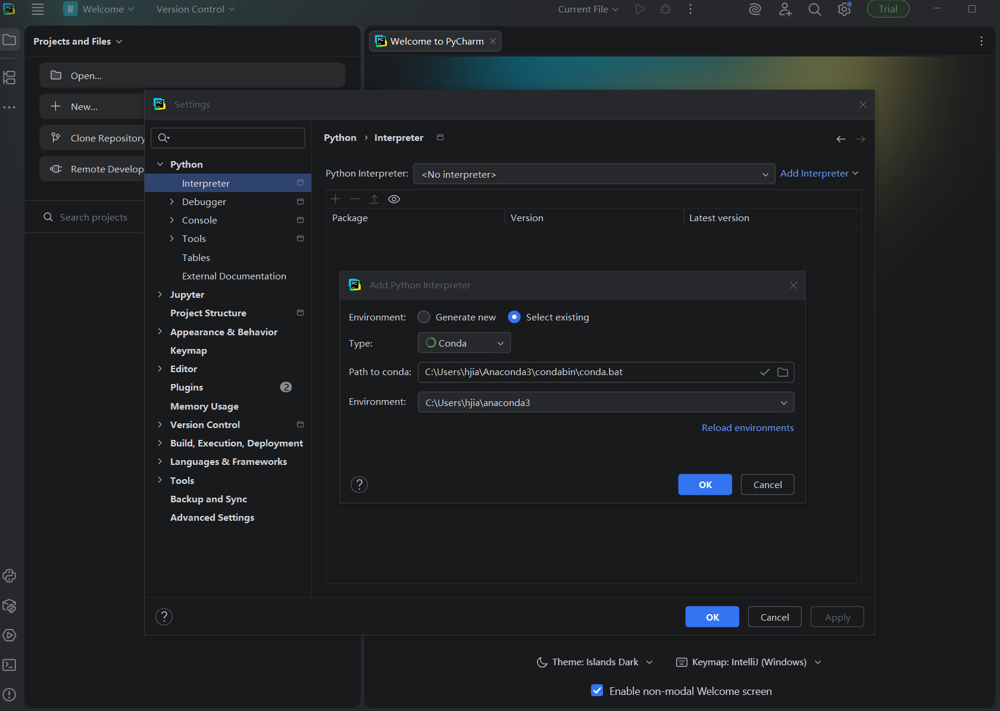 W Welcome Version Control Current File Trial
Projects and Files
Welcome to PyCharm
Open...
New...
Clone Repository
Remote Develop
Search projects
Settings
Python
Interpreter
Debugger
Console
Tools
Tables
External Documentation
Jupyter
Project Structure
Appearance & Behavior
Keymap
Editor
Plugins 2
Memory Usage
Version Control
Build, Execution, Deployment
Languages & Frameworks
Tools
Backup and Sync
Advanced Settings
Python › Interpreter
Python Interpreter: <No interpreter> Add Interpreter
Package Version Latest version
Add Python Interpreter
Environment: Generate new Select existing
Type: Conda
Path to conda: C:\Users\hjia\Anaconda3\condabin\conda.bat
Environment: C:\Users\hjia\anaconda3
Reload environments
? OK Cancel
? OK Cancel Apply
Theme: Islands Dark Keymap: IntelliJ (Windows)
Enable non-modal Welcome screen